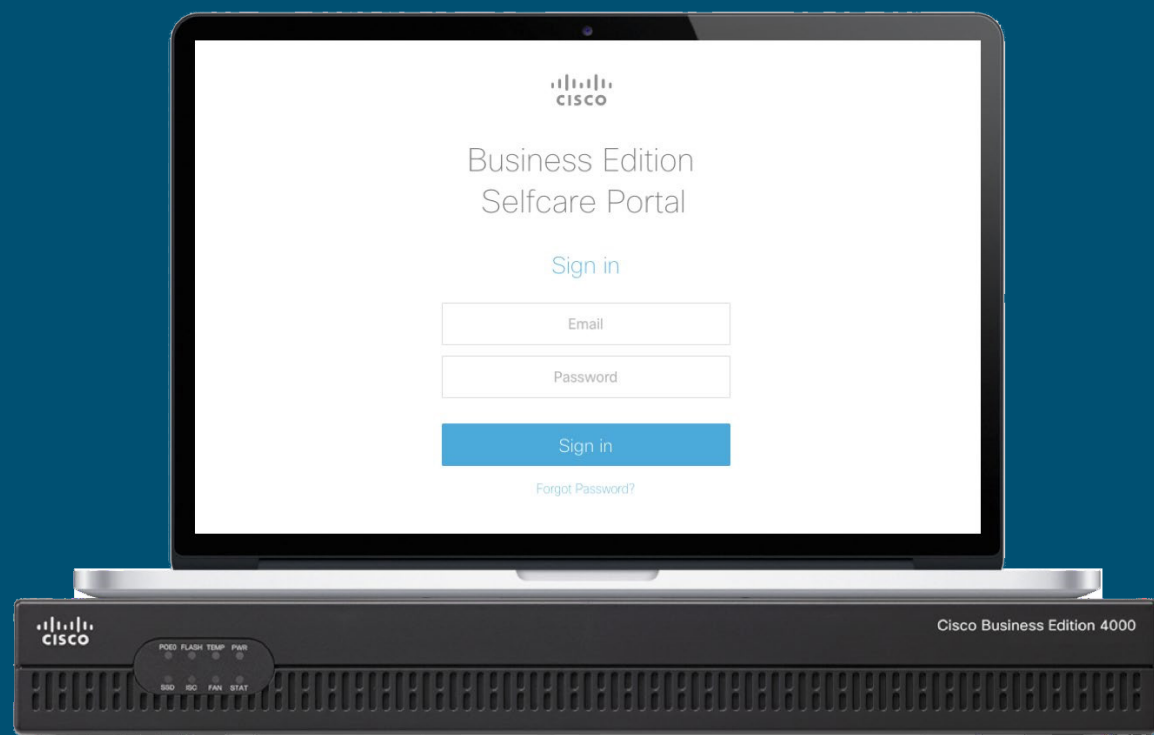 CISCO
Business Edition
Selfcare Portal
Sign in
Email
Password
Sign in
Forgot Password?
CISCO
Cisco Business Edition 4000
POE0 FLASH TEMP PWR
SSD ISC FAN STAT